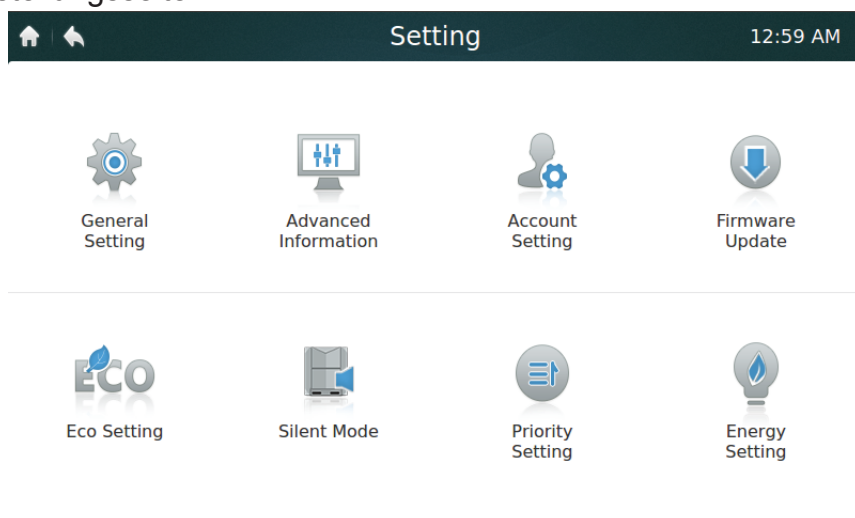 Setting
12:59 AM
General
Setting
Advanced
Information
Account
Setting
Firmware
Update
ECO
Eco Setting
Silent Mode
Priority
Setting
Energy
Setting